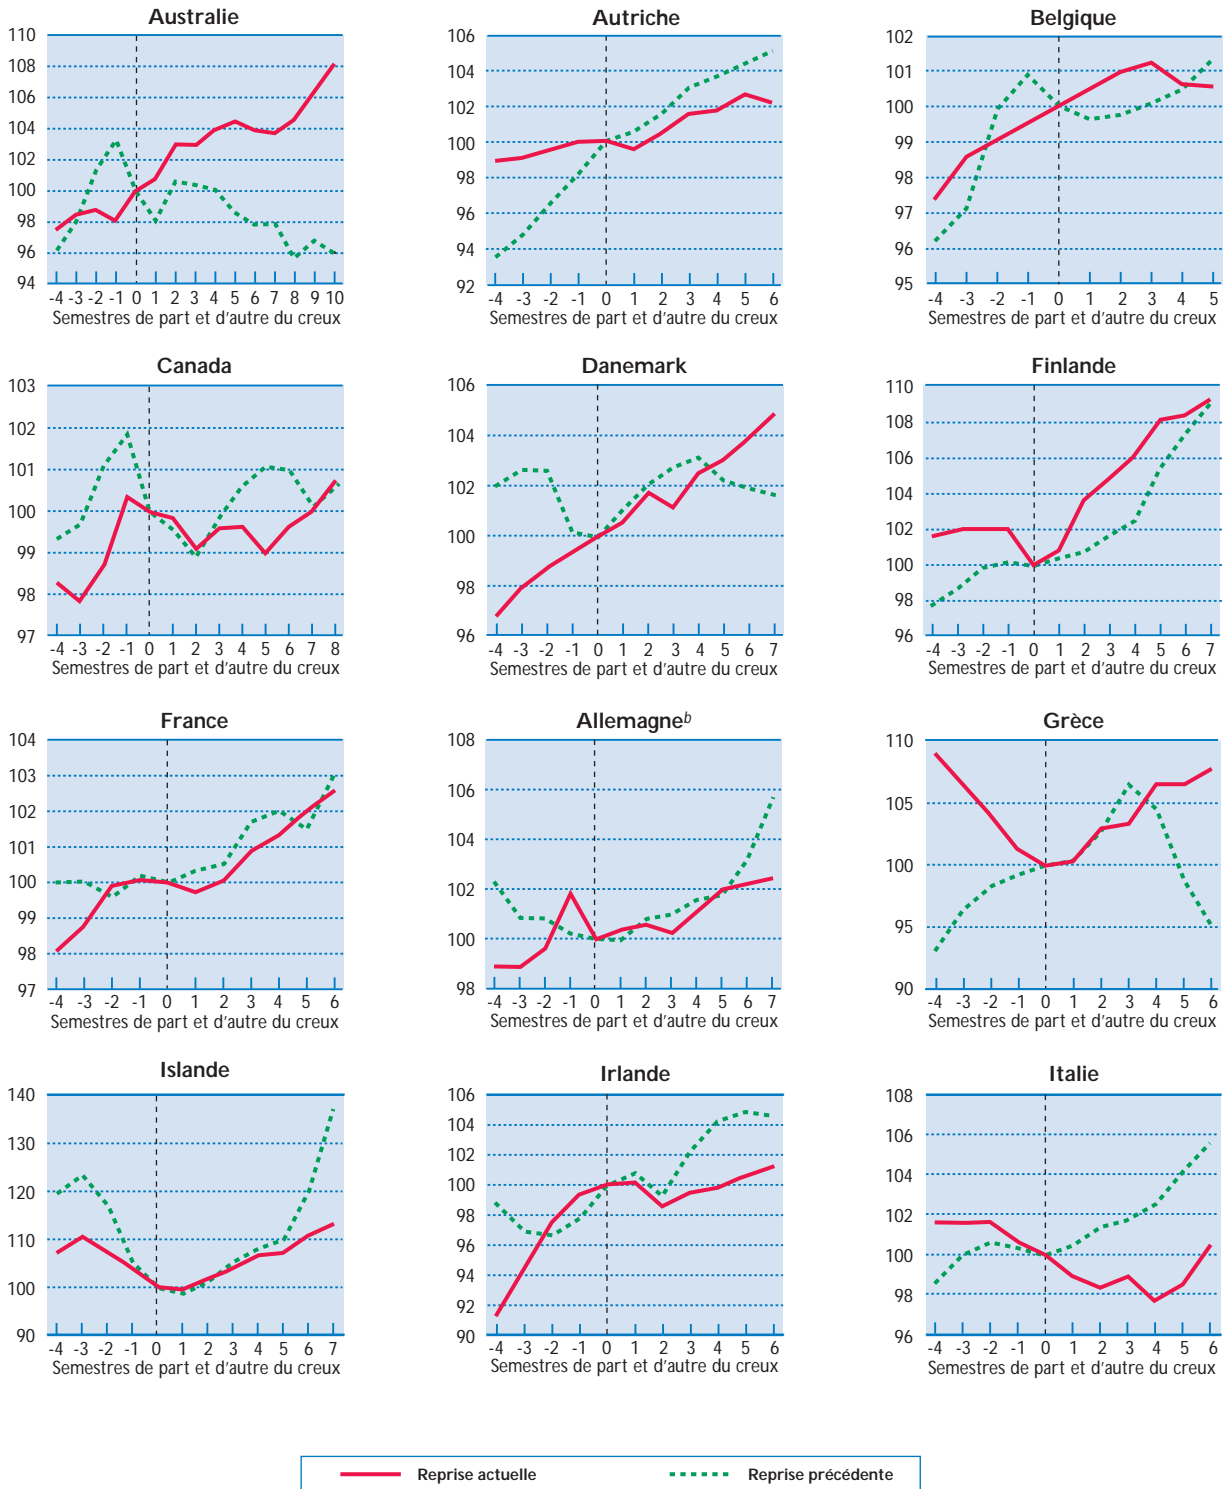 Australie
110
108
106
104
102
100
98
96
94
-4 -3 -2 -1 0 1 2 3 4 5 6 7 8 9 10
Semestres de part et d'autre du creux
Autriche
106
104
102
100
98
96
94
92
-4 -3 -2 -1 0 1 2 3 4 5 6
Semestres de part et d'autre du creux
Belgique
102
101
100
99
98
97
96
95
-4 -3 -2 -1 0 1 2 3 4 5
Semestres de part et d'autre du creux
Canada
103
102
101
100
99
98
97
-4 -3 -2 -1 0 1 2 3 4 5 6 7 8
Semestres de part et d'autre du creux
Danemark
106
104
102
100
98
96
-4 -3 -2 -1 0 1 2 3 4 5 6 7
Semestres de part et d'autre du creux
Finlande
110
108
106
104
102
100
98
96
-4 -3 -2 -1 0 1 2 3 4 5 6 7
Semestres de part et d'autre du creux
France
104
103
102
101
100
99
98
97
-4 -3 -2 -1 0 1 2 3 4 5 6
Semestres de part et d'autre du creux
Allemagne b
108
106
104
102
100
98
-4 -3 -2 -1 0 1 2 3 4 5 6 7
Semestres de part et d'autre du creux
Grèce
110
105
100
95
90
-4 -3 -2 -1 0 1 2 3 4 5 6
Semestres de part et d'autre du creux
Islande
140
130
120
110
100
90
-4 -3 -2 -1 0 1 2 3 4 5 6 7
Semestres de part et d'autre du creux
Irlande
106
104
102
100
98
96
94
92
90
-4 -3 -2 -1 0 1 2 3 4 5 6
Semestres de part et d'autre du creux
Italie
108
106
104
102
100
98
96
-4 -3 -2 -1 0 1 2 3 4 5 6
Semestres de part et d'autre du creux
Reprise actuelle
Reprise précédente